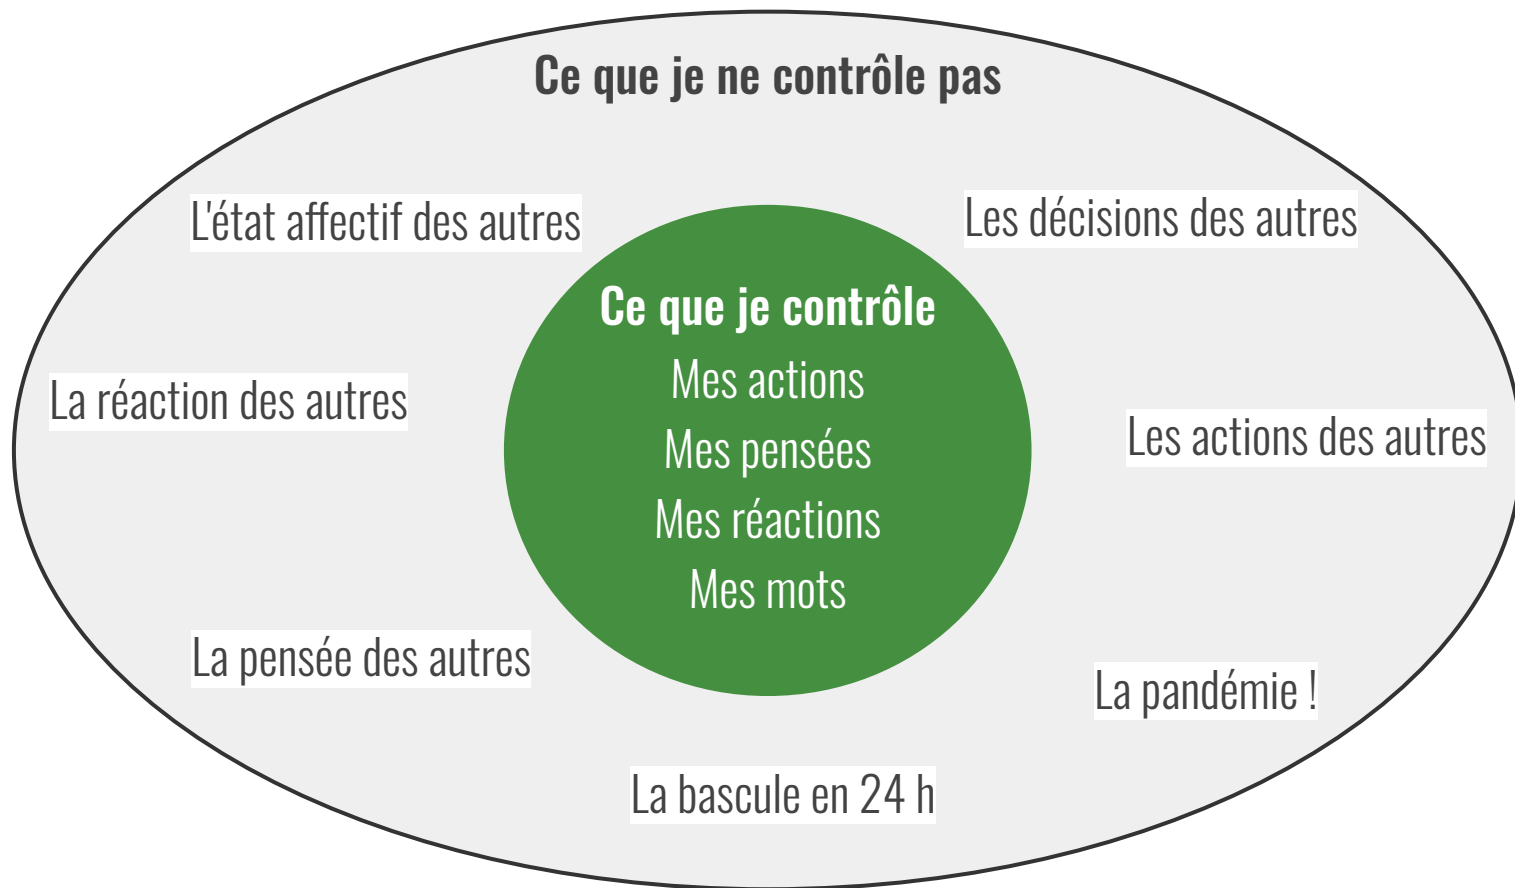 Ce que je ne contrôle pas
L'état affectif des autres
Les décisions des autres
Ce que je contrôle
Mes actions
Mes pensées
Mes réactions
Mes mots
La réaction des autres
Les actions des autres
La pensée des autres
La pandémie !
La bascule en 24 h